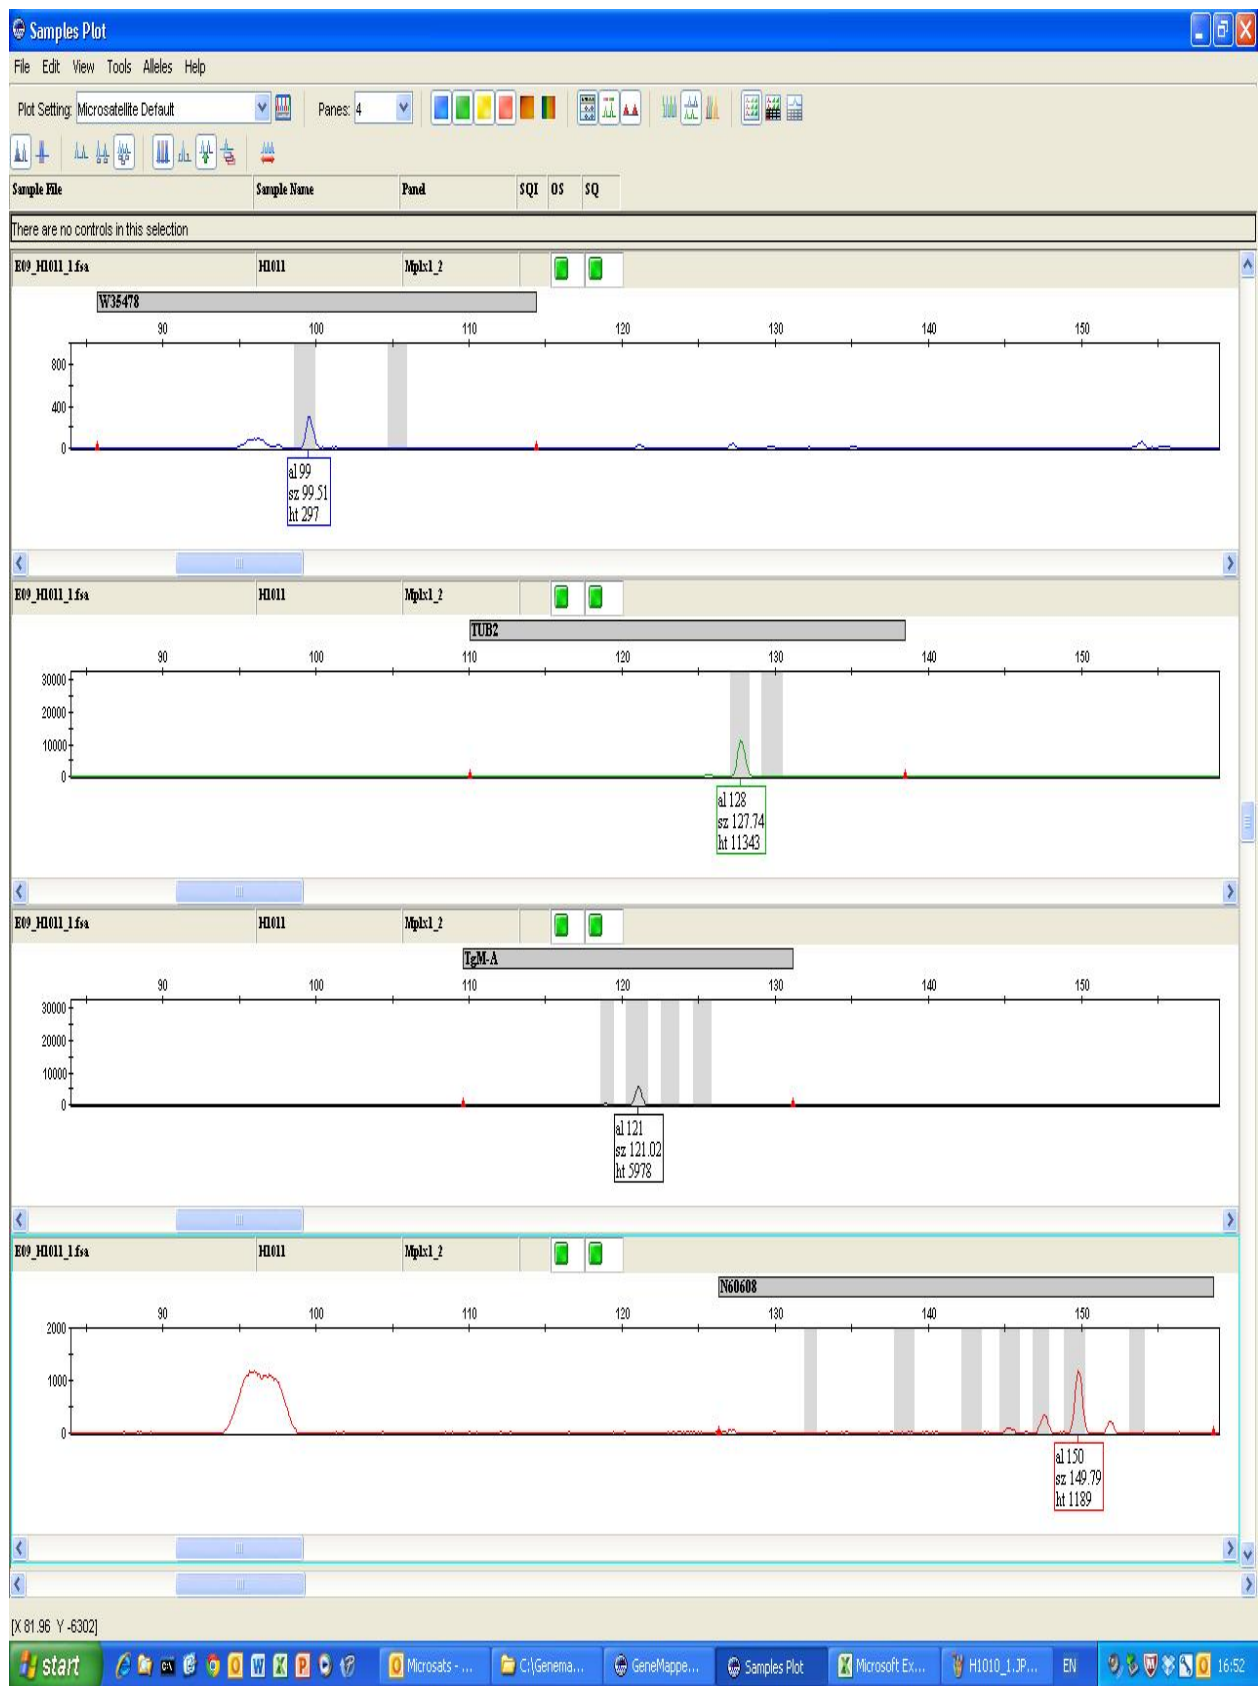 Samples Plot
File Edit View Tools Alleles Help
Plot Setting: Microsatellite Default Panes: 4
Sample File Sample Name Panel SQI OS SQ
There are no controls in this selection
E09_H1011_1.fsa H1011 Mplx1_2
W35478
90 100 110 120 130 140 150
800
400
0
al 99
sz 99.51
ht 297
E09_H1011_1.fsa H1011 Mplx1_2
TUB2
90 100 110 120 130 140 150
30000
20000
10000
0
al 128
sz 127.74
ht 11343
E09_H1011_1.fsa H1011 Mplx1_2
TgM-A
90 100 110 120 130 140 150
30000
20000
10000
0
al 121
sz 121.02
ht 5978
E09_H1011_1.fsa H1011 Mplx1_2
N60608
90 100 110 120 130 140 150
2000
1000
0
al 150
sz 149.79
ht 1189
[X 81.96 Y -6302]
start Microsats - ... C:\Genema... GeneMappe... Samples Plot Microsoft Ex... H1010_1.JP... EN 16:52